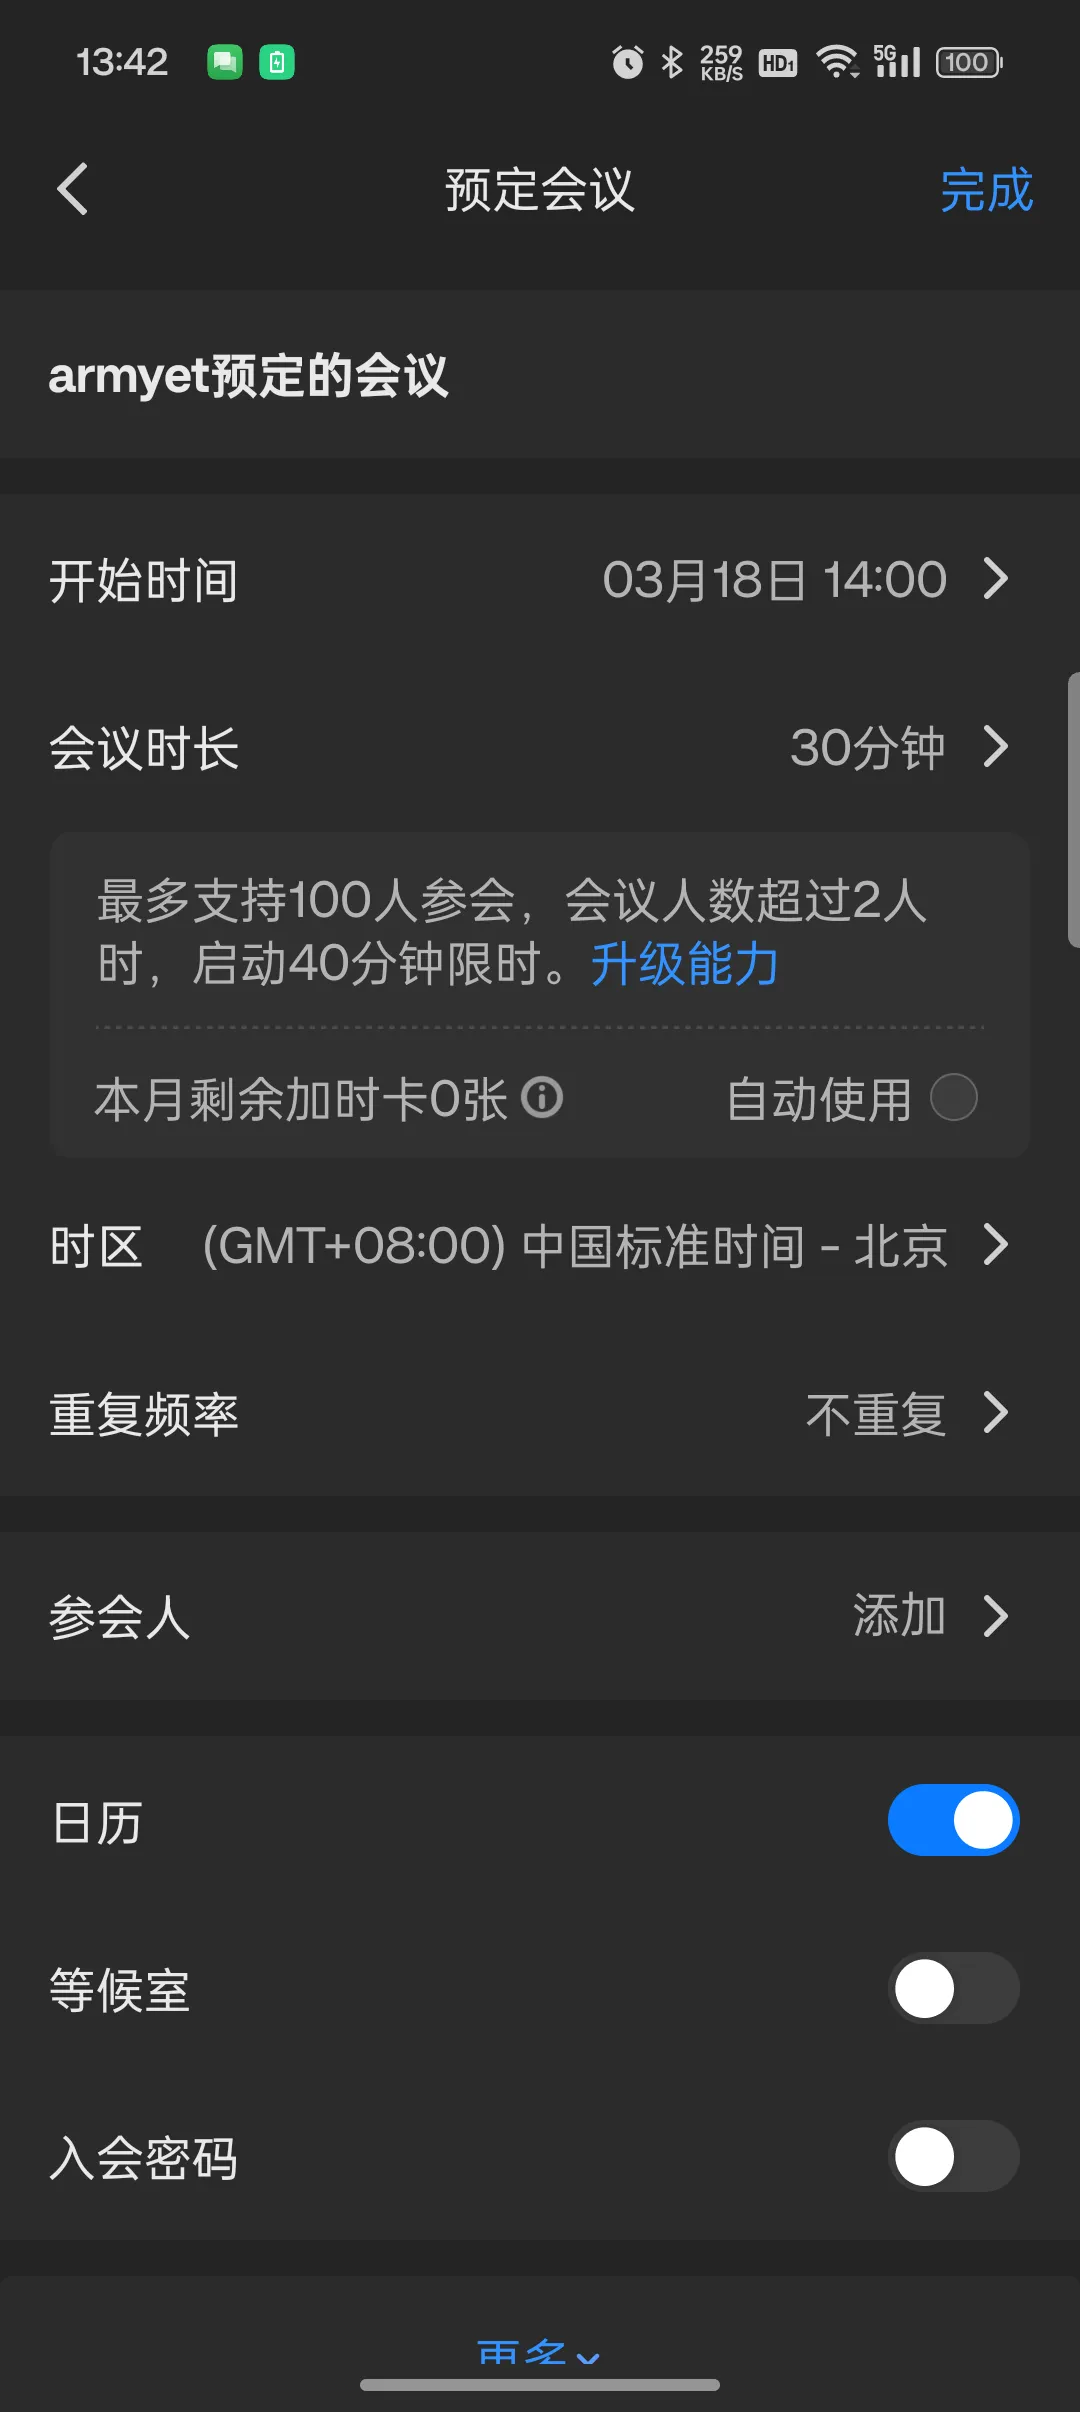 13:42
259 KB/S HD1 5G 100
预定会议
完成
armyet预定的会议
开始时间
03月18日 14:00
会议时长
30分钟
最多支持100人参会，会议人数超过2人
时，启动40分钟限时。升级能力
本月剩余加时卡0张
自动使用
时区
(GMT+08:00) 中国标准时间 - 北京
重复频率
不重复
参会人
添加
日历
等候室
入会密码
更多